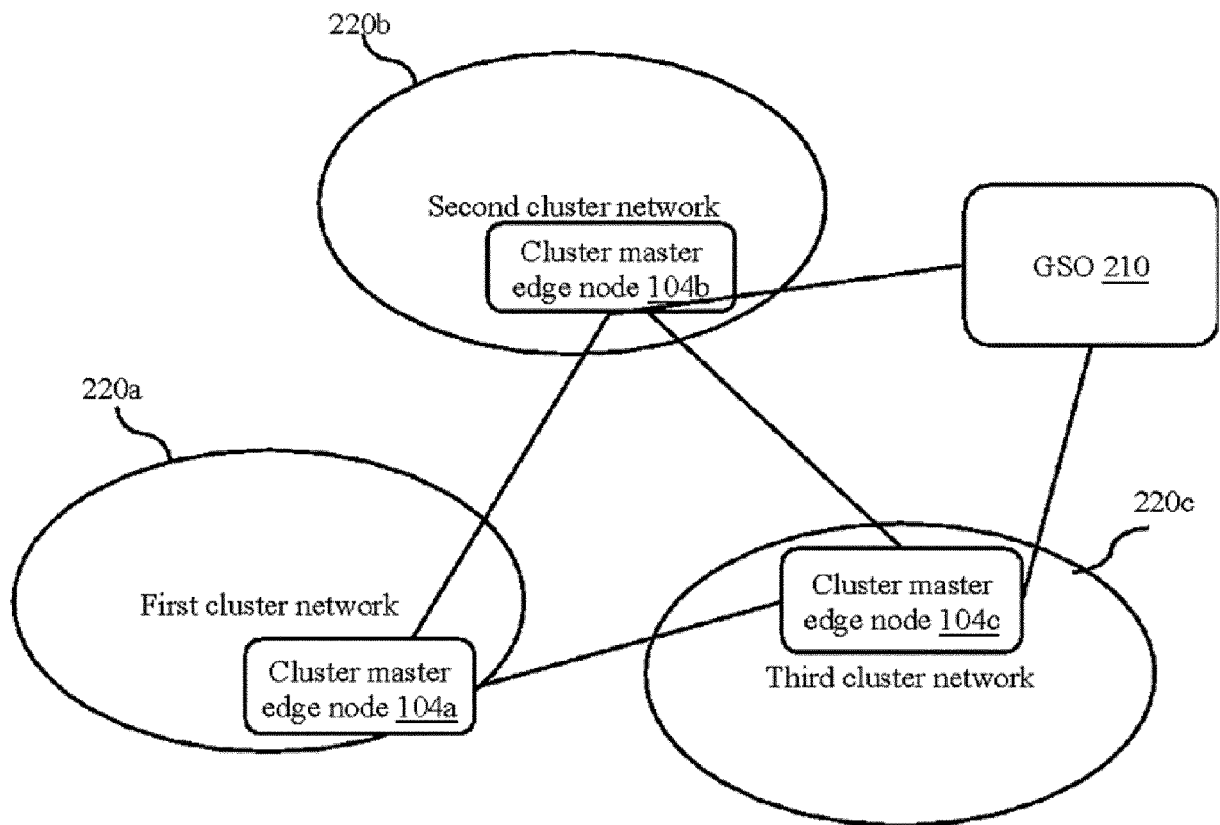 220b
Second cluster network
Cluster master
edge node 104b
GSO 210
220a
First cluster network
Cluster master
edge node 104a
220c
Cluster master
edge node 104c
Third cluster network